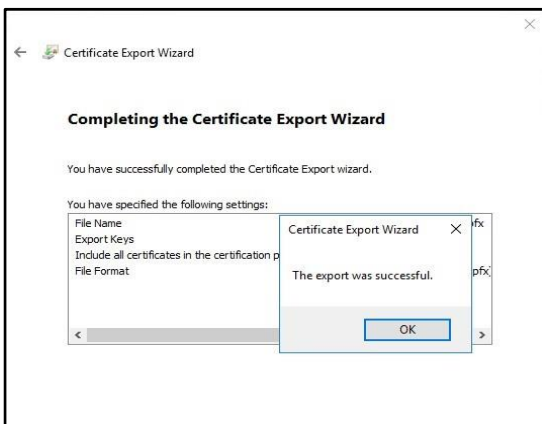 Certificate Export Wizard
Completing the Certificate Export Wizard
You have successfully completed the Certificate Export wizard.
You have specified the following settings:
File Name
Export Keys
Include all certificates in the certification p
File Format
fx
pfx)
Certificate Export Wizard
The export was successful.
OK